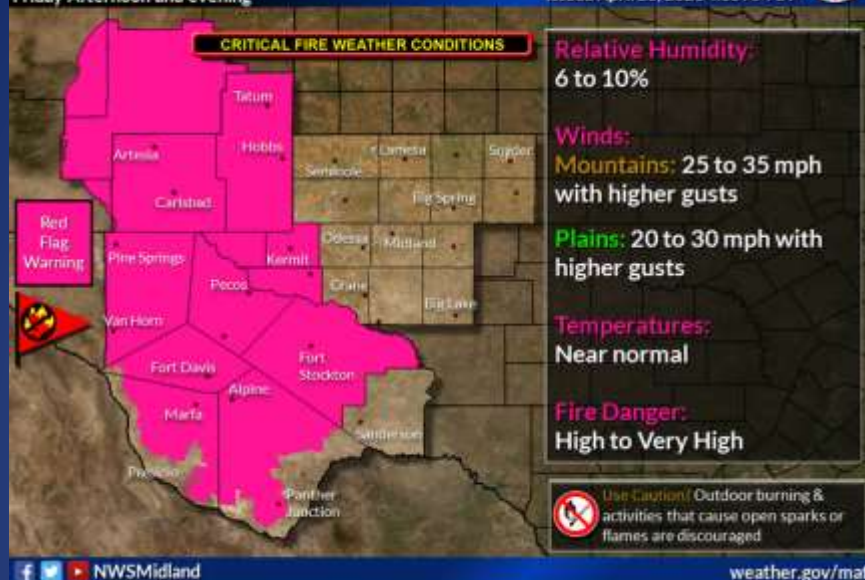 Friday Afternoon and evening
CRITICAL FIRE WEATHER CONDITIONS
Relative Humidity:
6 to 10%
Winds:
Mountains: 25 to 35 mph
with higher gusts
Plains: 20 to 30 mph with
higher gusts
Temperatures:
Near normal
Fire Danger:
High to Very High
Use Caution! Outdoor burning &
activities that cause open sparks or
flames are discouraged
Red
Flag
Warning
Tatum
Artesia
Hobbs
Carlsbad
Seminole
Lamesa
Snyder
Big Spring
Pine Springs
Kermit
Odessa
Midland
Pecos
Crane
Big Lake
Van Horn
Fort Davis
Fort
Stockton
Alpine
Marfa
Sanderson
Presidio
Panther
Junction
NWSMidland
weather.gov/maf